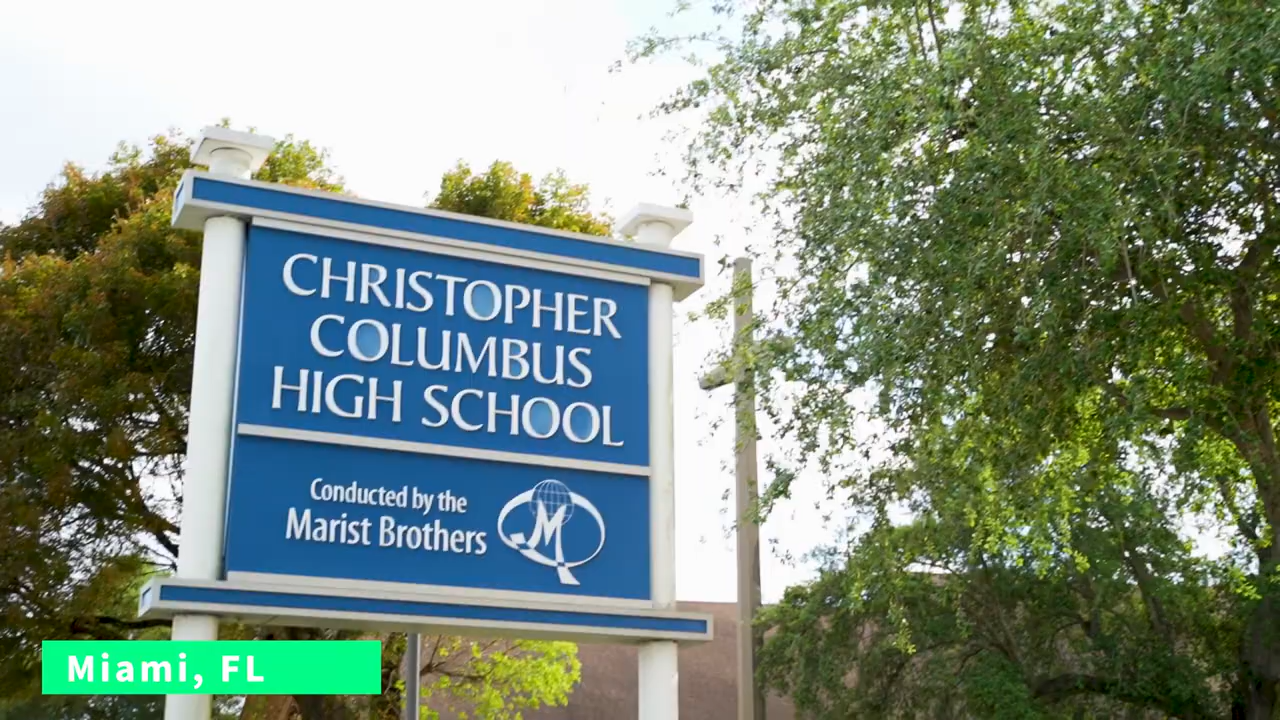 CHRISTOPHER
COLUMBUS
HIGH SCHOOL
Conducted by the
Marist Brothers
M
Miami, FL